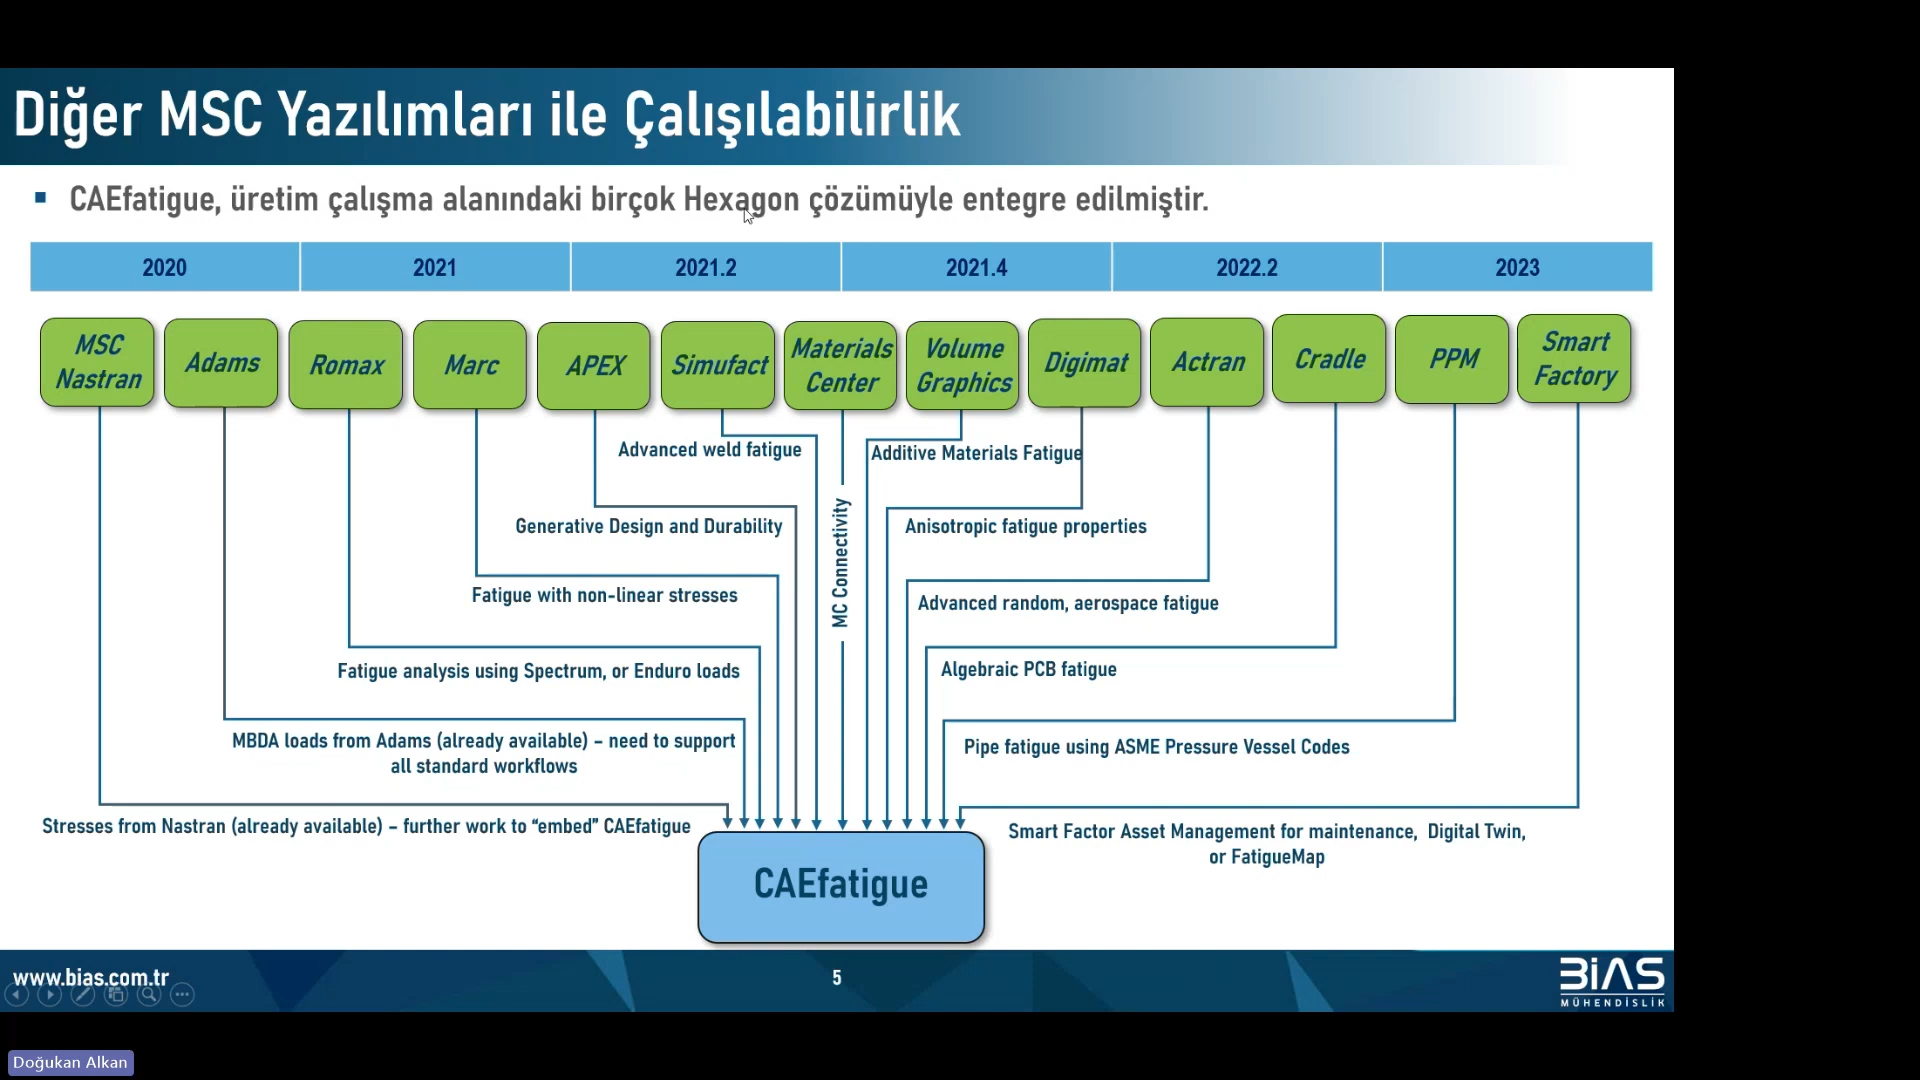 Diğer MSC Yazılımları ile Çalışılabilirlik
CAEfatigue, üretim çalışma alanındaki birçok Hexagon çözümüyle entegre edilmiştir.
2020
2021
2021.2
2021.4
2022.2
2023
MSC
Nastran
Adams
Romax
Marc
APEX
Simufact
Materials
Center
Volume
Graphics
Digimat
Actran
Cradle
PPM
Smart
Factory
Advanced weld fatigue
Additive Materials Fatigue
MC Connectivity
Generative Design and Durability
Anisotropic fatigue properties
Fatigue with non-linear stresses
Advanced random, aerospace fatigue
Fatigue analysis using Spectrum, or Enduro loads
Algebraic PCB fatigue
MBDA loads from Adams (already available) – need to support
all standard workflows
Pipe fatigue using ASME Pressure Vessel Codes
Stresses from Nastran (already available) – further work to “embed” CAEfatigue
Smart Factor Asset Management for maintenance, Digital Twin,
or FatigueMap
CAEfatigue
www.bias.com.tr
5
BİAS
MÜHENDİSLİK
Doğukan Alkan